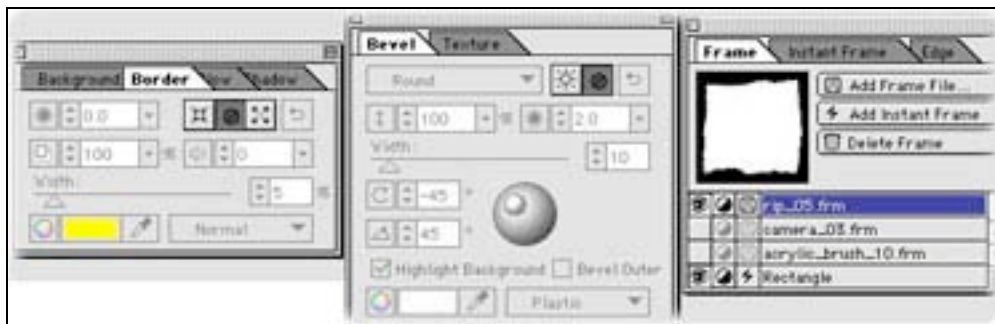 Background Border Glow Shadow
0.0
100 % 0
Width:
5 %
Normal
Bevel Texture
Round
100 % 2.0
Width:
10
-45 °
45 °
Highlight Background Bevel Outer
Plastic
Frame Instant Frame Edge
Add Frame File...
Add Instant Frame
Delete Frame
rip_05.frm
camera_03.frm
acrylic_brush_10.frm
Rectangle